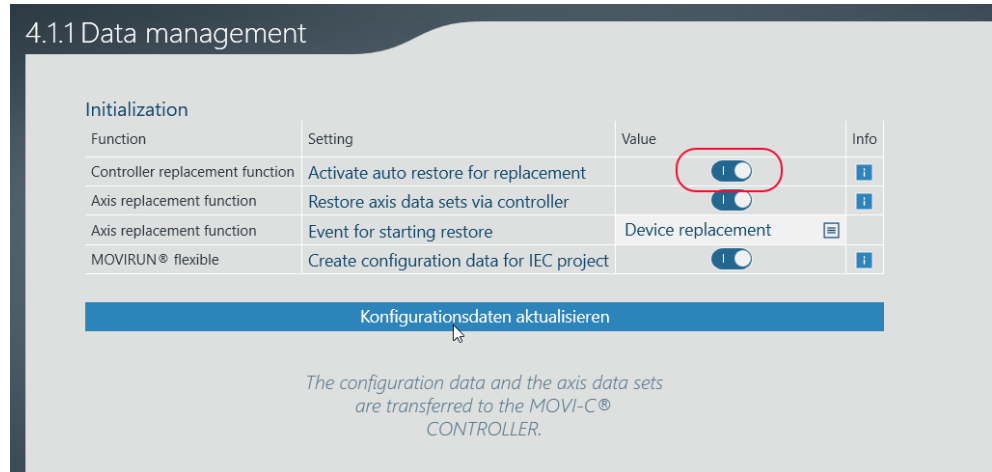 4.1.1 Data management
Initialization
Function Setting Value Info
Controller replacement function Activate auto restore for replacement
Axis replacement function Restore axis data sets via controller
Axis replacement function Event for starting restore Device replacement
MOVIRUN® flexible Create configuration data for IEC project
Konfigurationsdaten aktualisieren
The configuration data and the axis data sets
are transferred to the MOVI-C®
CONTROLLER.